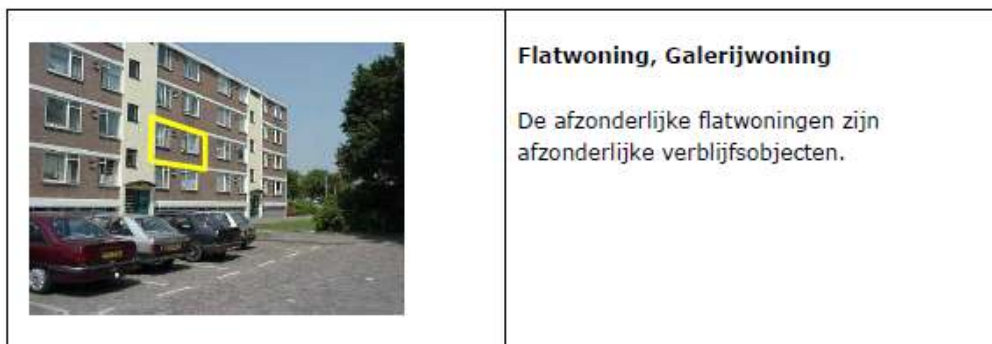 Flatwoning, Galerijwoning
De afzonderlijke flatwoningen zijn
afzonderlijke verblijfsobjecten.